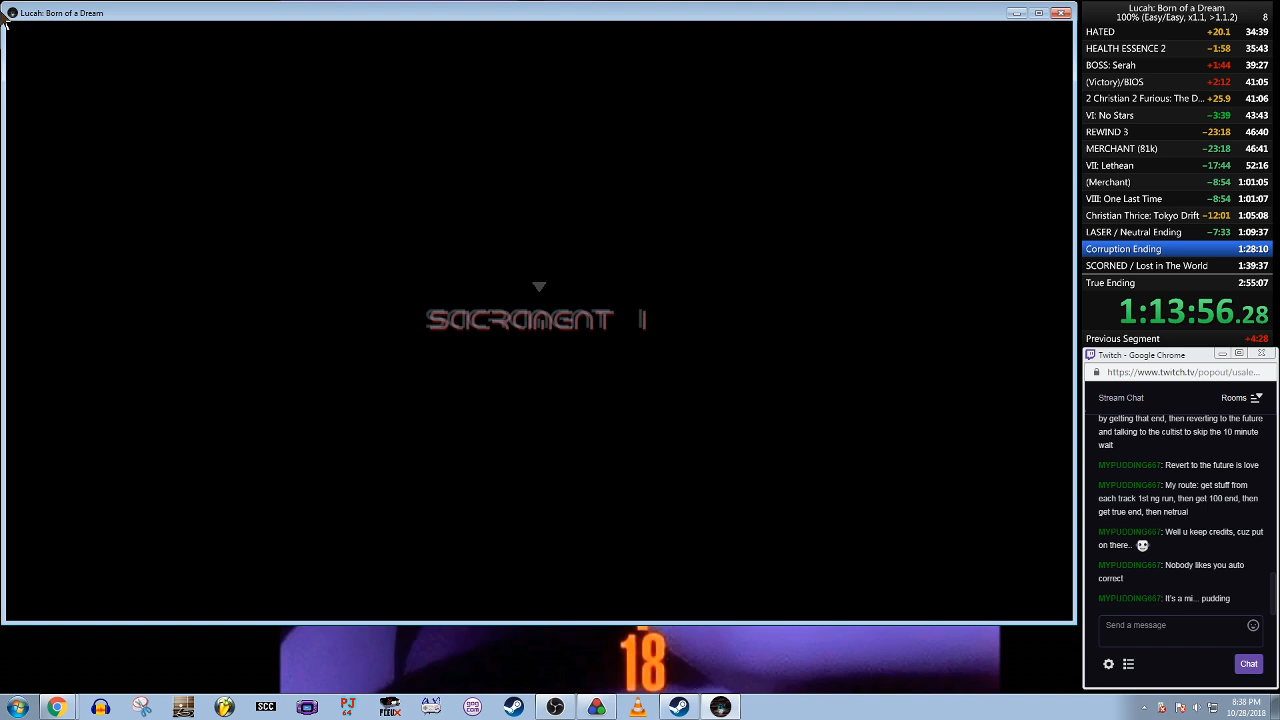 Lucah: Born of a Dream
SACRAMENT I
18
Lucah: Born of a Dream
100% (Easy/Easy, x1.1, >1.1.2) 8
HATED +20.1 34:39
HEALTH ESSENCE 2 −1:58 35:43
BOSS: Serah +1:44 39:27
(Victory)/BIOS +2:12 41:05
2 Christian 2 Furious: The D... +25.9 41:06
VI: No Stars −3:39 43:43
REWIND 3 −23:18 46:40
MERCHANT (81k) −23:18 46:41
VII: Lethean −17:44 52:16
(Merchant) −8:54 1:01:05
VIII: One Last Time −8:54 1:01:07
Christian Thrice: Tokyo Drift −12:01 1:05:08
LASER / Neutral Ending −7:33 1:09:37
Corruption Ending 1:28:10
SCORNED / Lost in The World 1:39:37
True Ending 2:55:07
1:13:56.28
Previous Segment +4:28
Twitch - Google Chrome
https://www.twitch.tv/popout/usale...
Stream Chat Rooms
by getting that end, then reverting to the future
and talking to the cultist to skip the 10 minute
wait
MYPUDDING667: Revert to the future is love
MYPUDDING667: My route: get stuff from
each track 1st ng run, then get 100 end, then
get true end, then netrual
MYPUDDING667: Well u keep credits, cuz put
on there..
MYPUDDING667: Nobody likes you auto
correct
MYPUDDING667: It's a mi... pudding
Send a message
Chat
SCC
PJ
64
8:38 PM
10/28/2018